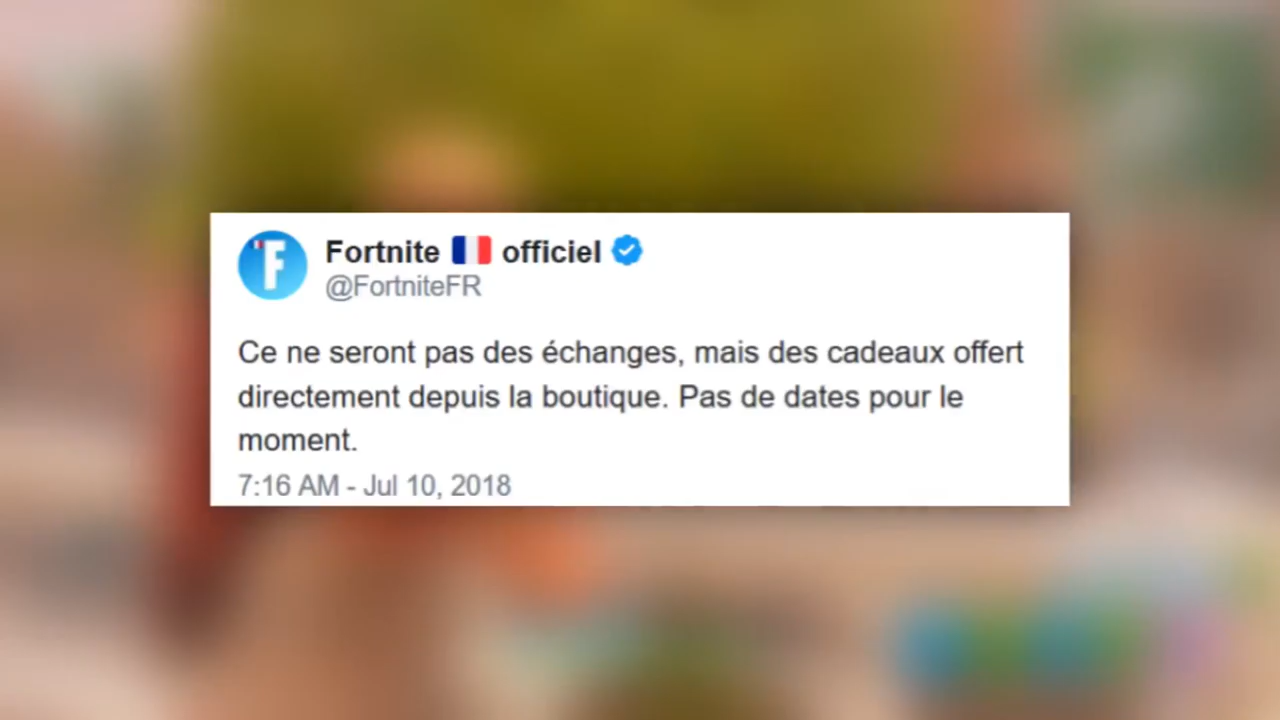 Fortnite 🇫🇷 officiel
@FortniteFR
Ce ne seront pas des échanges, mais des cadeaux offert
directement depuis la boutique. Pas de dates pour le
moment.
7:16 AM - Jul 10, 2018